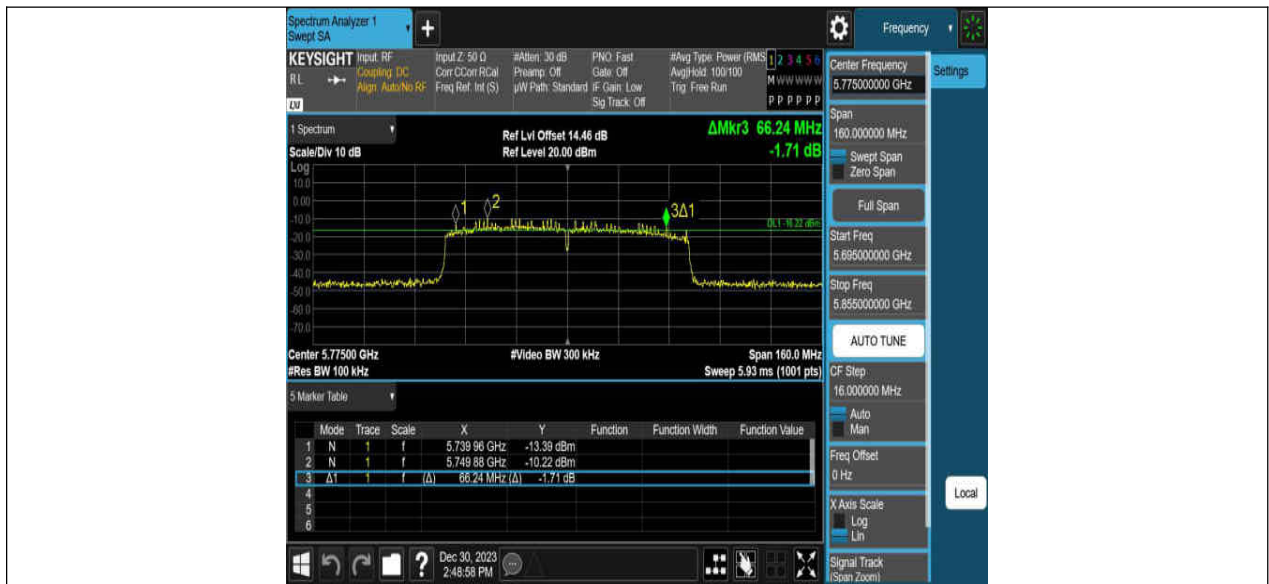 Spectrum Analyzer 1
Swept SA
+
Frequency
KEYSIGHT
RL
LXI
Input: RF
Coupling: DC
Align: Auto/No RF
Input Z: 50 Ω
Corr CCorr RCal
Freq Ref: Int (S)
#Atten: 30 dB
Preamp: Off
µW Path: Standard
PNO: Fast
Gate: Off
IF Gain: Low
Sig Track: Off
#Avg Type: Power (RMS
Avg|Hold: 100/100
Trig: Free Run
1 2 3 4 5 6
M W W W W W
P P P P P P
Center Frequency
5.775000000 GHz
Settings
Span
160.000000 MHz
Swept Span
Zero Span
Full Span
Start Freq
5.695000000 GHz
Stop Freq
5.855000000 GHz
AUTO TUNE
CF Step
16.000000 MHz
Auto
Man
Freq Offset
0 Hz
X Axis Scale
Log
Lin
Signal Track
(Span Zoom)
Local
1 Spectrum
Scale/Div 10 dB
Ref Lvl Offset 14.46 dB
Ref Level 20.00 dBm
ΔMkr3 66.24 MHz
-1.71 dB
Log
10.0
0.00
-10.0
-20.0
-30.0
-40.0
-50.0
-60.0
-70.0
1
2
3Δ1
DL1 -16.22 dBm
Center 5.77500 GHz
#Video BW 300 kHz
Span 160.0 MHz
#Res BW 100 kHz
Sweep 5.93 ms (1001 pts)
5 Marker Table
Mode Trace Scale X Y Function Function Width Function Value
1 N 1 f 5.739 96 GHz -13.39 dBm
2 N 1 f 5.749 88 GHz -10.22 dBm
3 Δ1 1 f (Δ) 66.24 MHz (Δ) -1.71 dB
4
5
6
?
Dec 30, 2023
2:48:58 PM